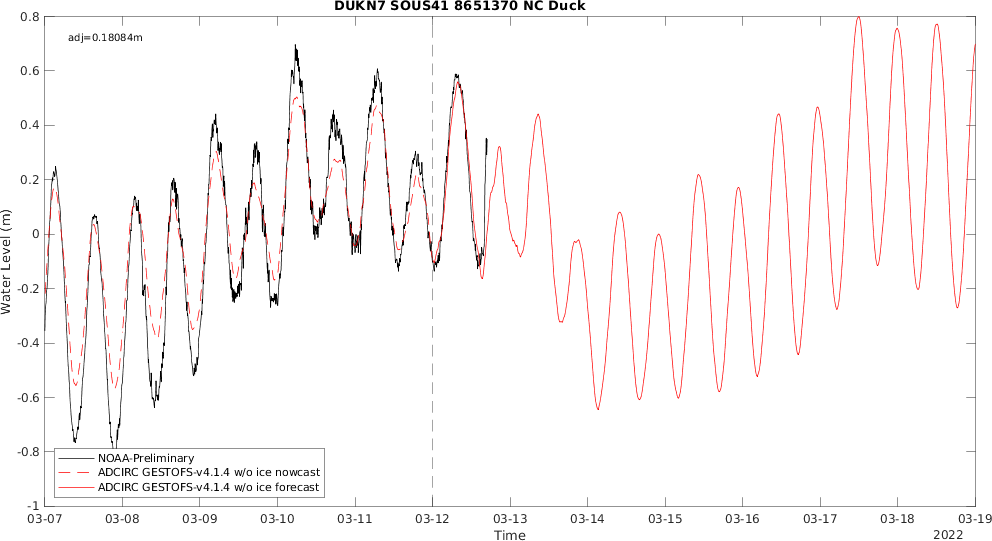 DUKN7 SOUS41 8651370 NC Duck
adj=0.18084m
0.8
0.6
0.4
0.2
0
-0.2
-0.4
-0.6
-0.8
-1
Water Level (m)
NOAA-Preliminary
ADCIRC GESTOFS-v4.1.4 w/o ice nowcast
ADCIRC GESTOFS-v4.1.4 w/o ice forecast
03-07 03-08 03-09 03-10 03-11 03-12 03-13 03-14 03-15 03-16 03-17 03-18 03-19
Time
2022